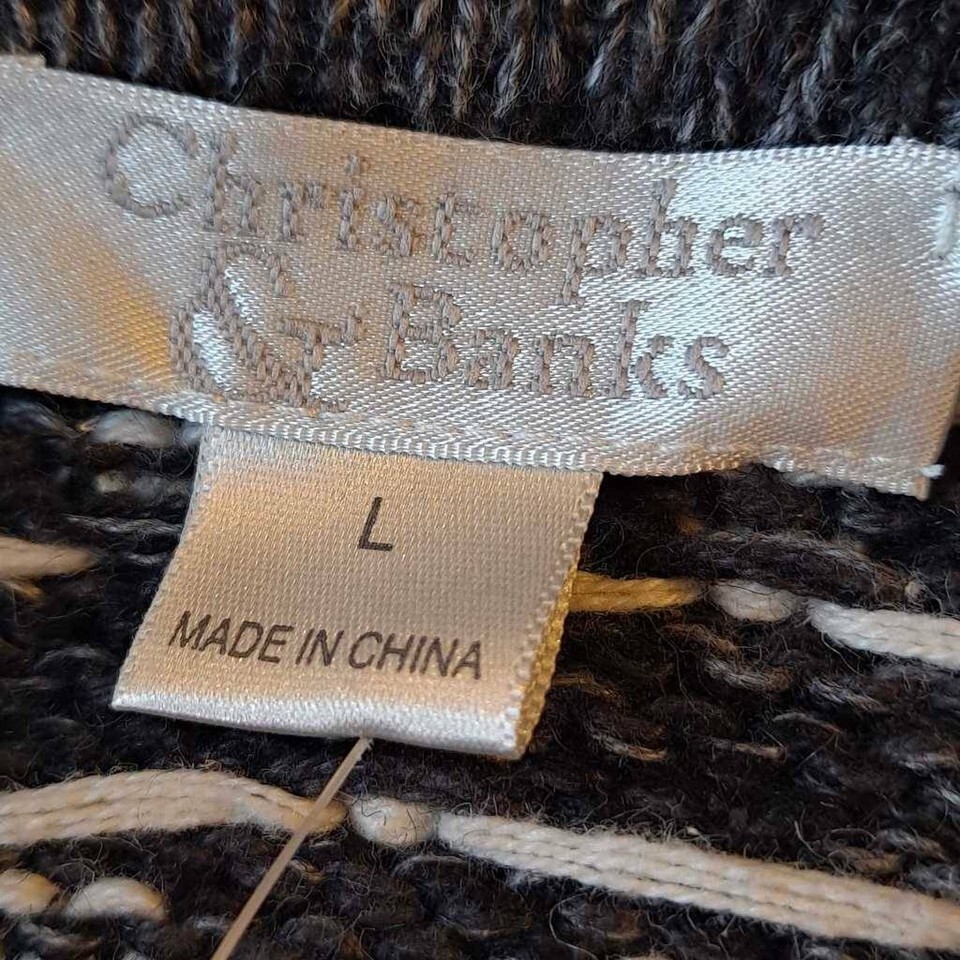 Christopher
& Banks
L
MADE IN CHINA